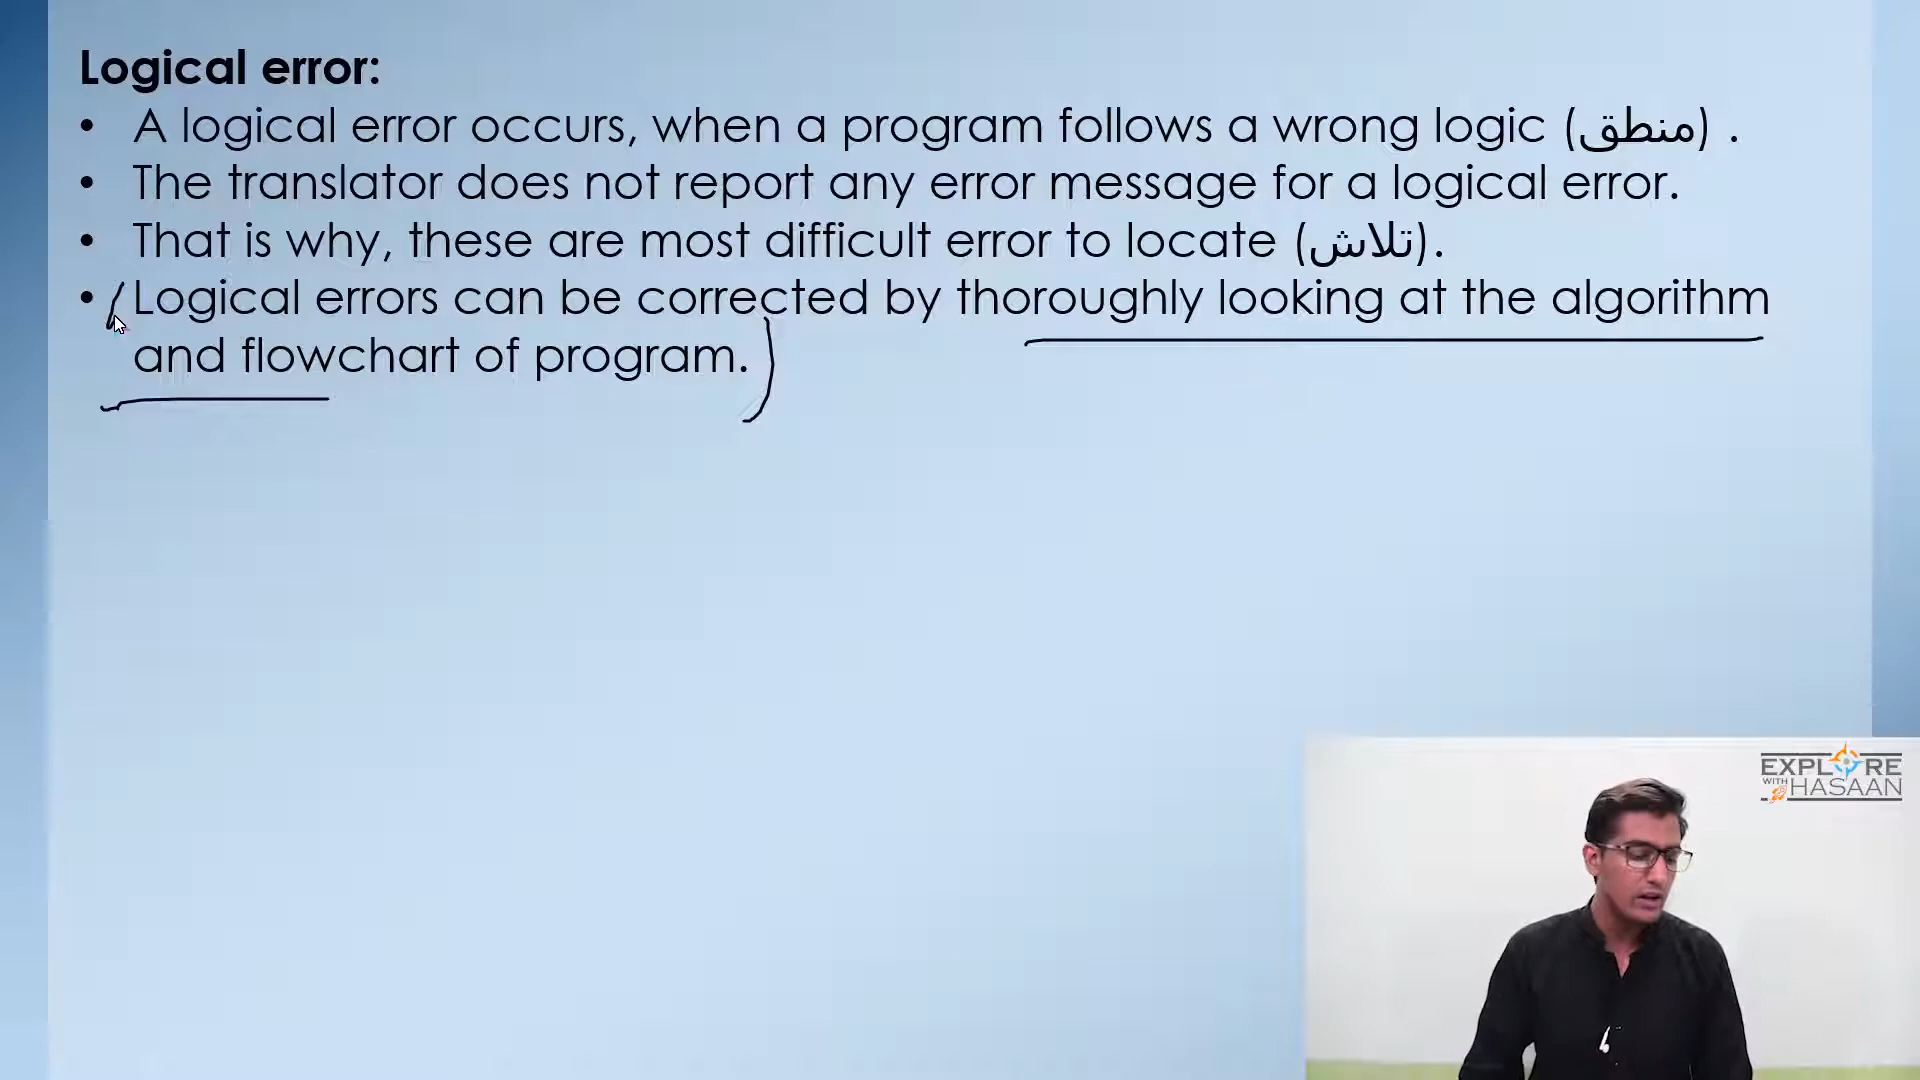 Logical error:
• A logical error occurs, when a program follows a wrong logic (منطق) .
• The translator does not report any error message for a logical error.
• That is why, these are most difficult error to locate (تلاش).
• Logical errors can be corrected by thoroughly looking at the algorithm
and flowchart of program.
EXPLORE
WITH HASAAN